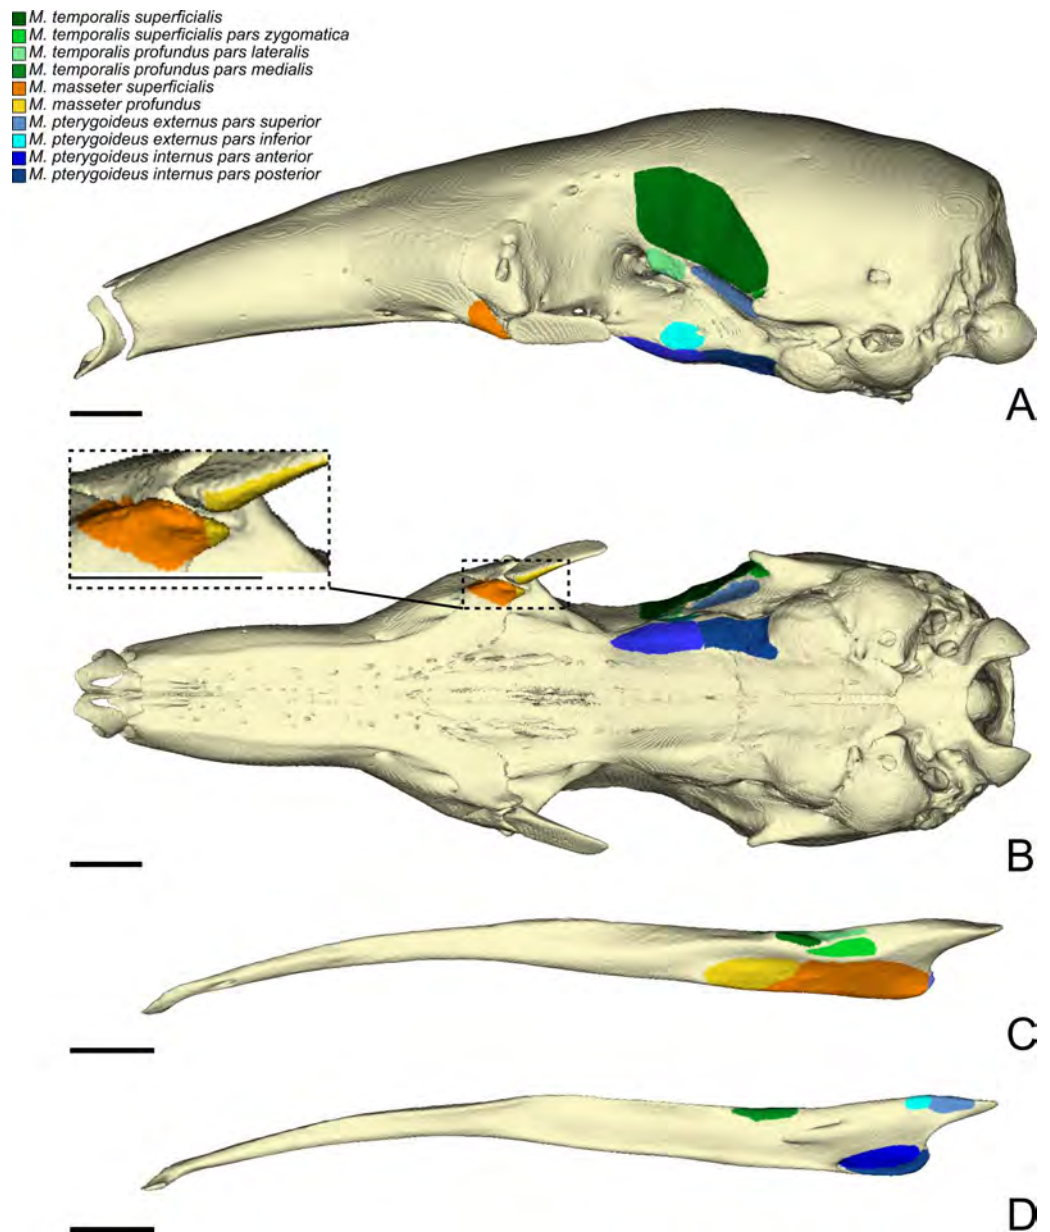 M. temporalis superficialis
M. temporalis superficialis pars zygomatica
M. temporalis profundus pars lateralis
M. temporalis profundus pars medialis
M. masseter superficialis
M. masseter profundus
M. pterygoideus externus pars superior
M. pterygoideus externus pars inferior
M. pterygoideus internus pars anterior
M. pterygoideus internus pars posterior
A
B
C
D